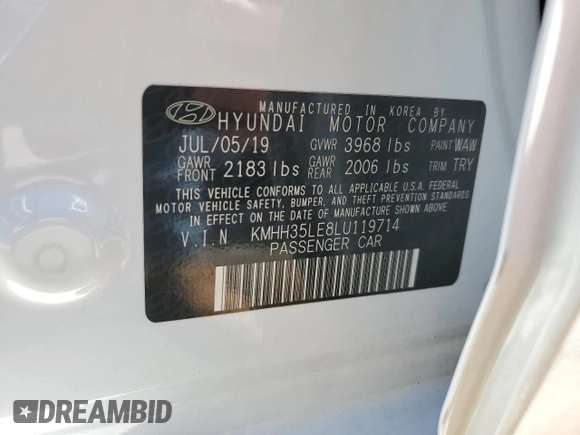 MANUFACTURED IN KOREA BY
HYUNDAI MOTOR COMPANY
JUL/05/19 GVWR 3968 lbs PAINT WAW
GAWR FRONT 2183 lbs GAWR REAR 2006 lbs TRIM TRY
THIS VEHICLE CONFORMS TO ALL APPLICABLE U.S.A. FEDERAL
MOTOR VEHICLE SAFETY, BUMPER, AND THEFT PREVENTION STANDARDS
IN EFFECT ON THE DATE OF MANUFACTURE SHOWN ABOVE.
V.I.N KMHH35LE8LU119714
PASSENGER CAR
DREAMBID